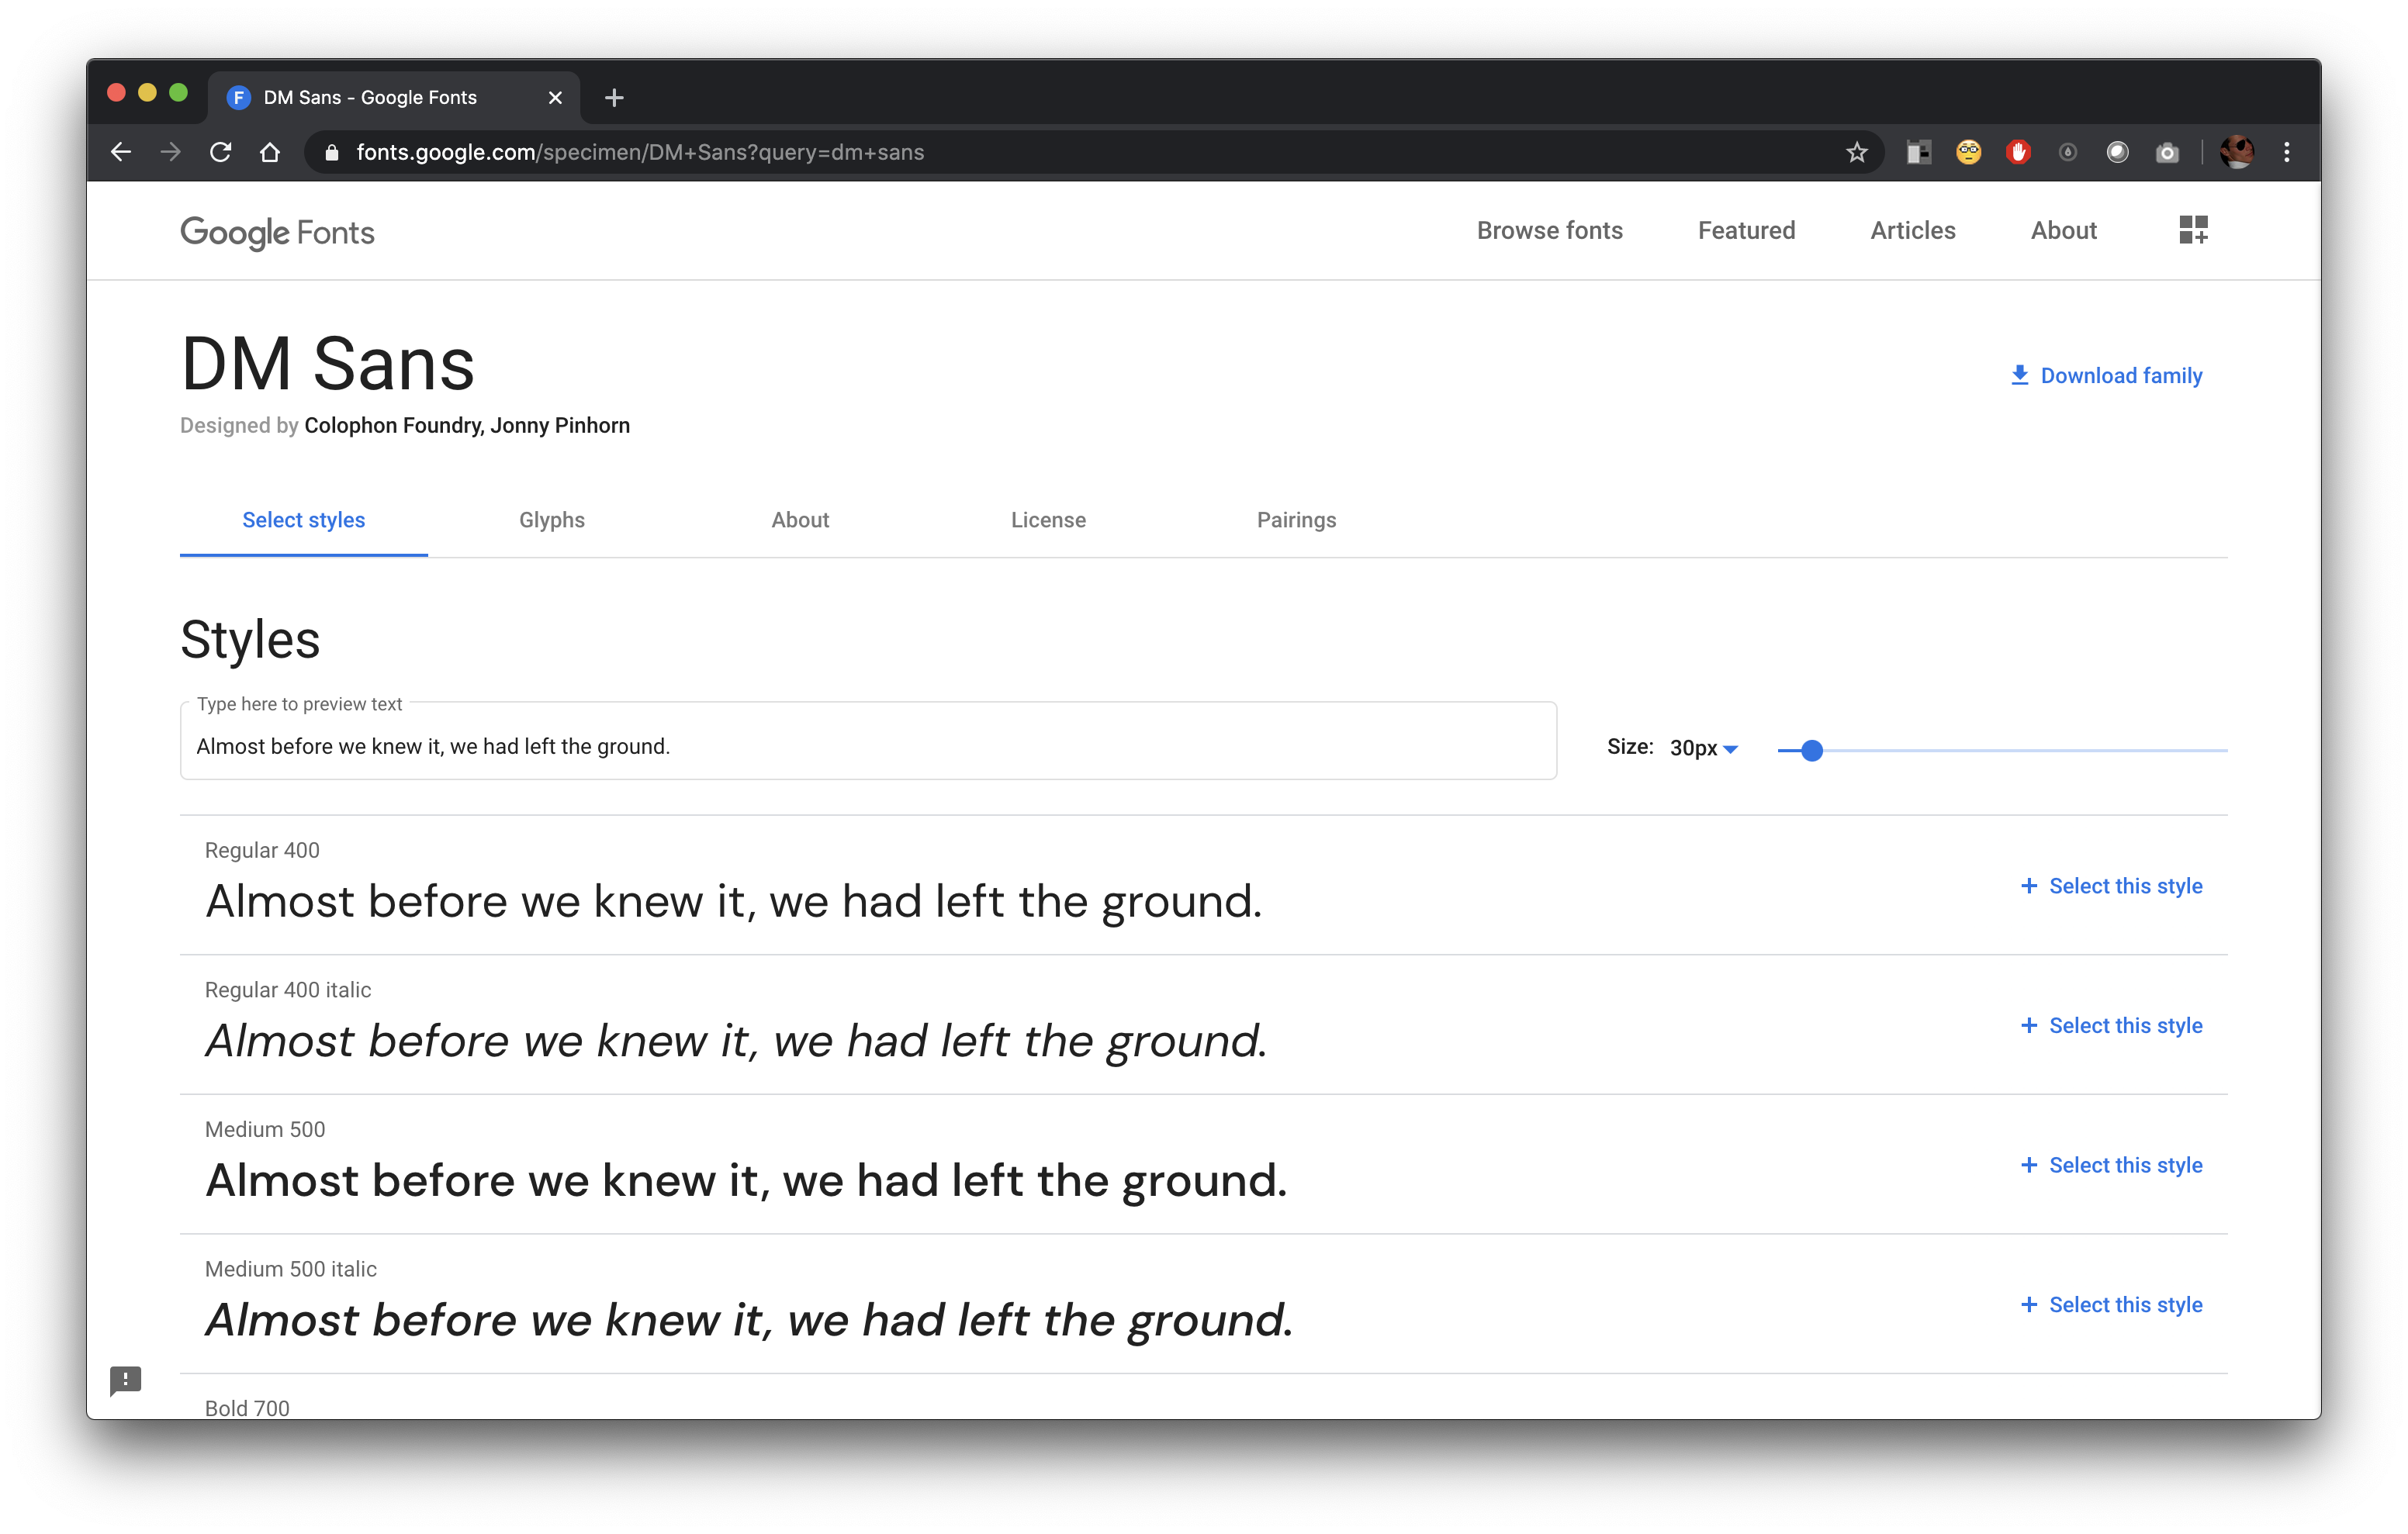 DM Sans - Google Fonts
fonts.google.com/specimen/DM+Sans?query=dm+sans
Google Fonts
Browse fonts Featured Articles About
DM Sans
Download family
Designed by Colophon Foundry, Jonny Pinhorn
Select styles Glyphs About License Pairings
Styles
Type here to preview text
Almost before we knew it, we had left the ground.
Size: 30px
Regular 400
Almost before we knew it, we had left the ground.
+ Select this style
Regular 400 italic
Almost before we knew it, we had left the ground.
+ Select this style
Medium 500
Almost before we knew it, we had left the ground.
+ Select this style
Medium 500 italic
Almost before we knew it, we had left the ground.
+ Select this style
Bold 700